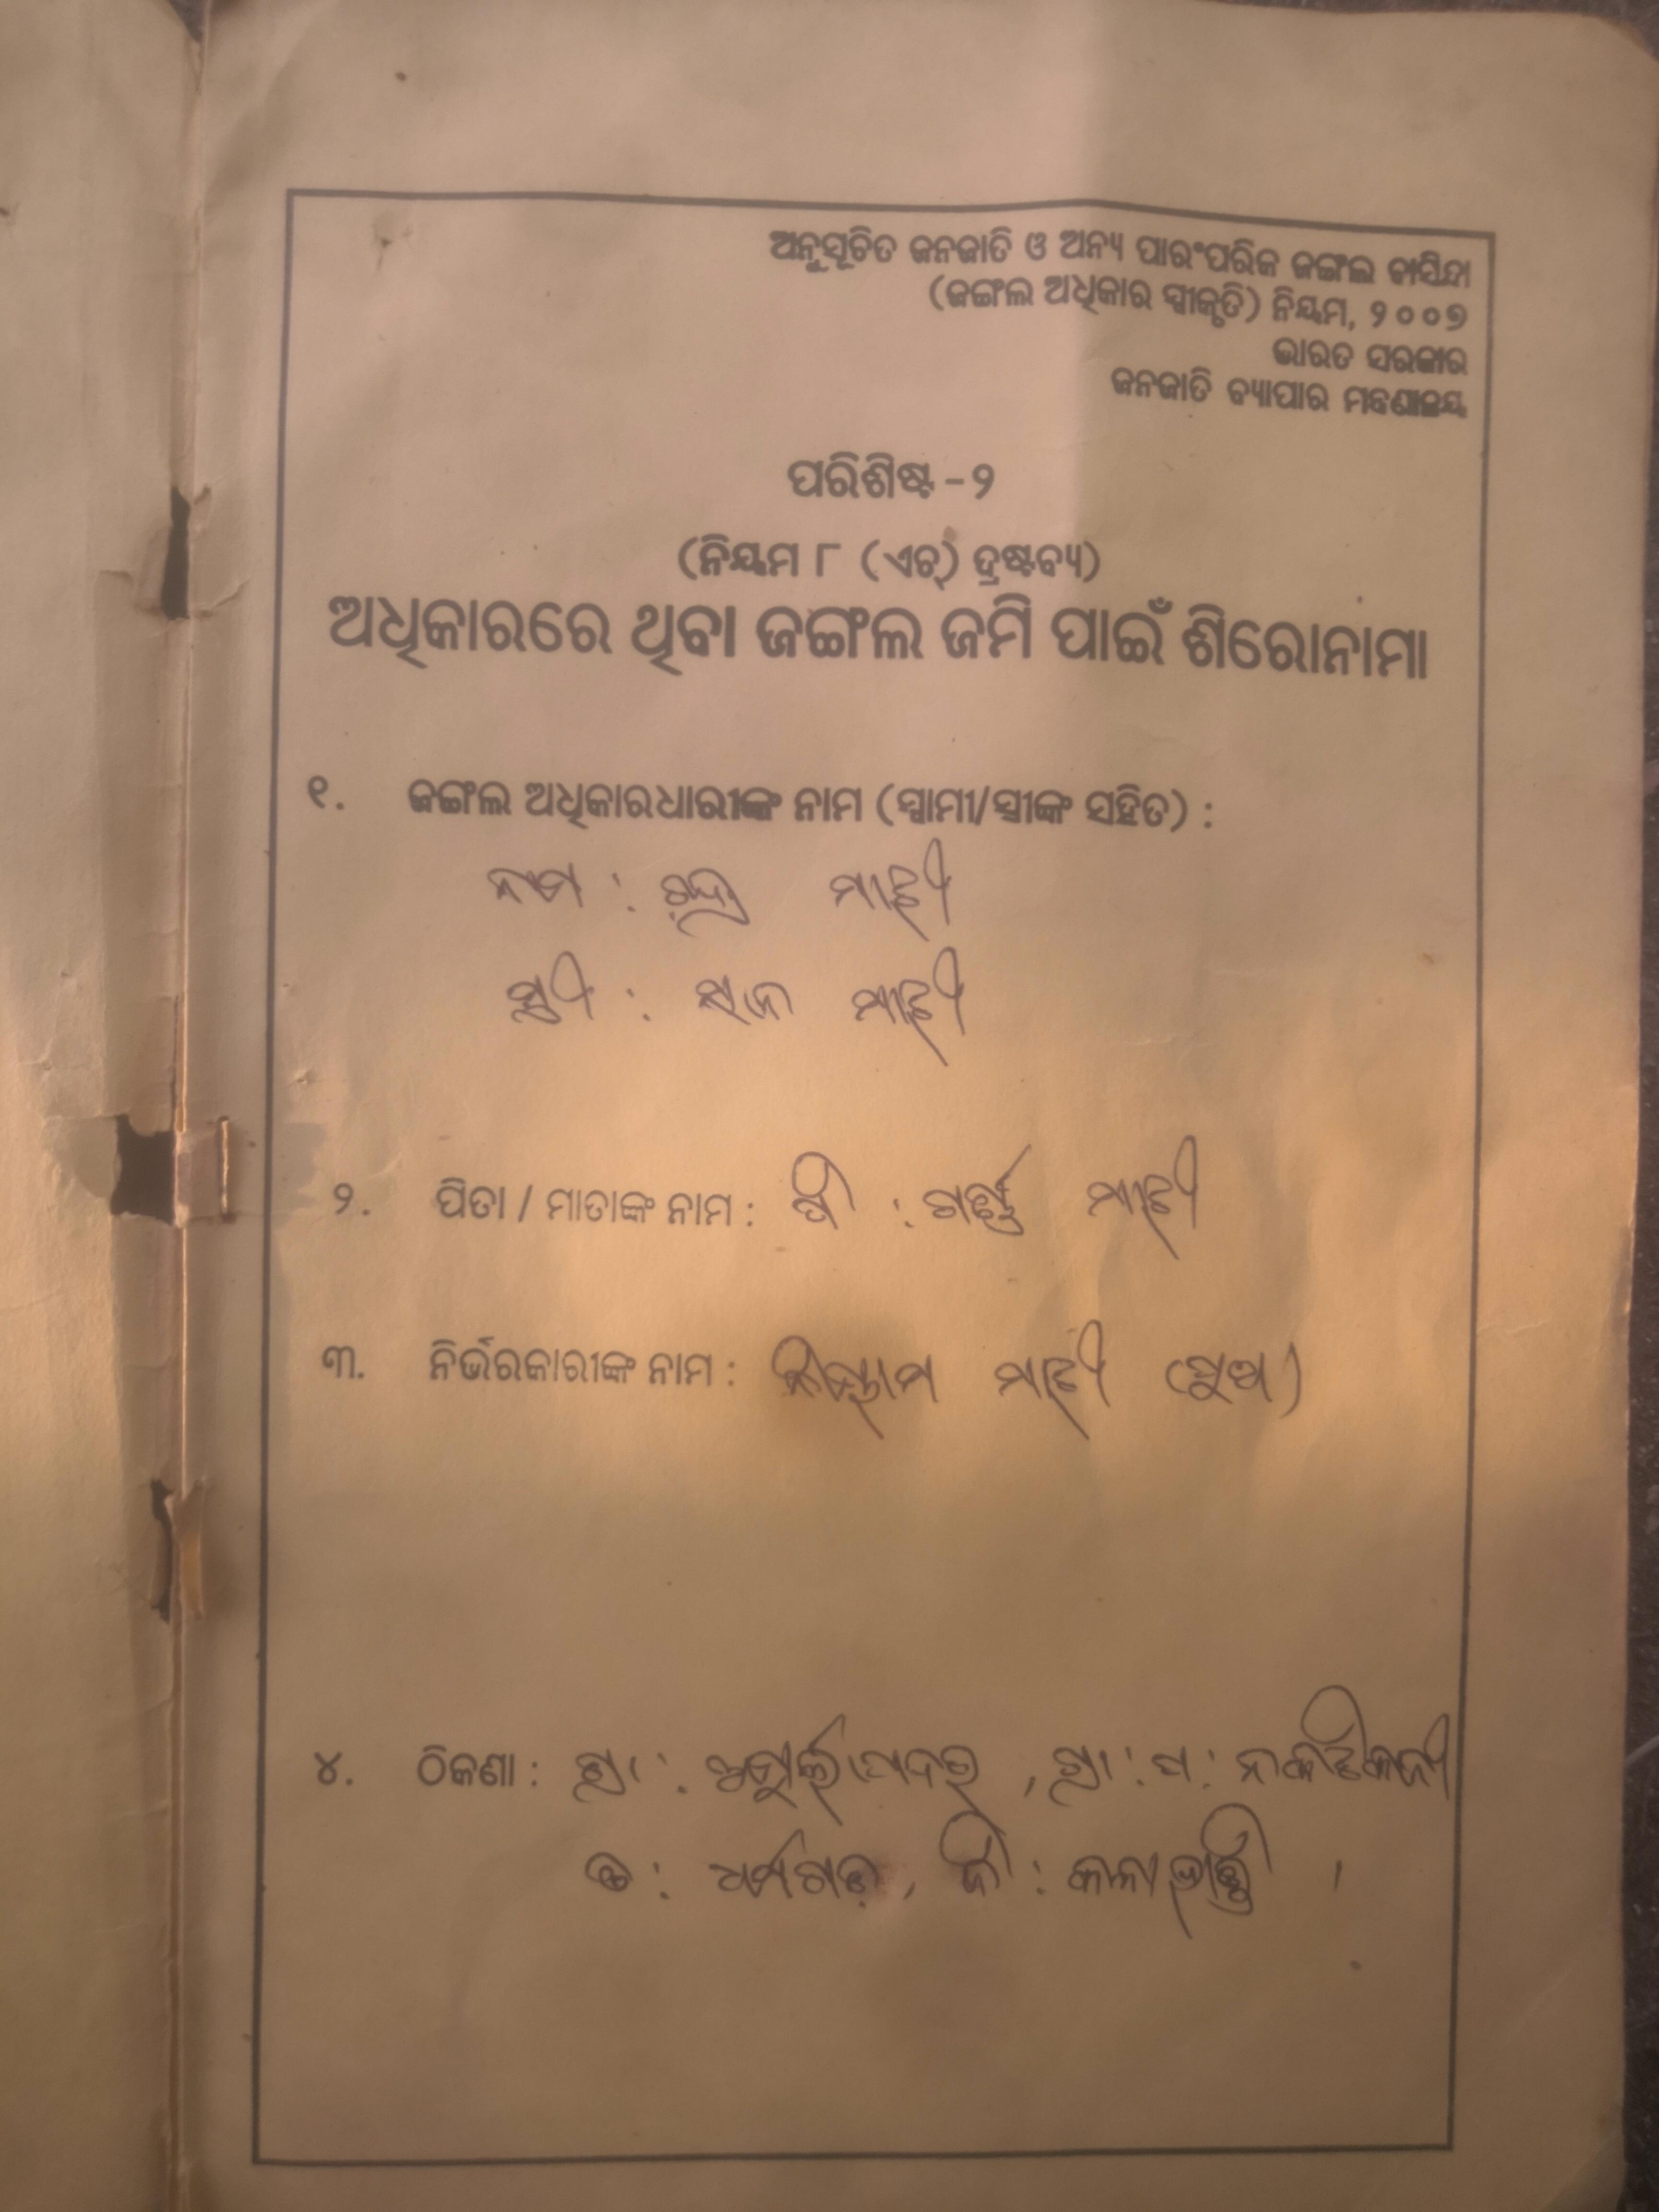 ଅନୁସୂଚିତ ଜନଜାତି ଓ ଅନ୍ୟ ପାରଂପରିକ ଜଙ୍ଗଲ ବାସିନ୍ଦା
(ଜଙ୍ଗଲ ଅଧିକାର ସ୍ବୀକୃତି) ନିୟମ, ୨୦୦୭
ଭାରତ ସରକାର
ଜନଜାତି ବ୍ୟାପାର ମନ୍ତ୍ରଣାଳୟ
ପରିଶିଷ୍ଟ -୨
(ନିୟମ ୮ (ଏଚ୍) ଦ୍ରଷ୍ଟବ୍ୟ)
ଅଧିକାରରେ ଥିବା ଜଙ୍ଗଲ ଜମି ପାଇଁ ଶିରୋନାମା
୧. ଜଙ୍ଗଲ ଅଧିକାରଧାରୀଙ୍କ ନାମ (ସ୍ବାମୀ/ସ୍ତ୍ରୀଙ୍କ ସହିତ) :
ନାମ : ମାଝୀ
ସ୍ତ୍ରୀ : ମାଝୀ
୨. ପିତା / ମାତାଙ୍କ ନାମ : ପି : ମାଝୀ
୩. ନିର୍ଭରକାରୀଙ୍କ ନାମ : ମାଝୀ (ପୁଅ)
୪. ଠିକଣା : ଗ୍ରା : , ଗ୍ରା : ପ :
ବ : ଧର୍ମଗଡ଼, ଜି : କଳାହାଣ୍ଡି ।